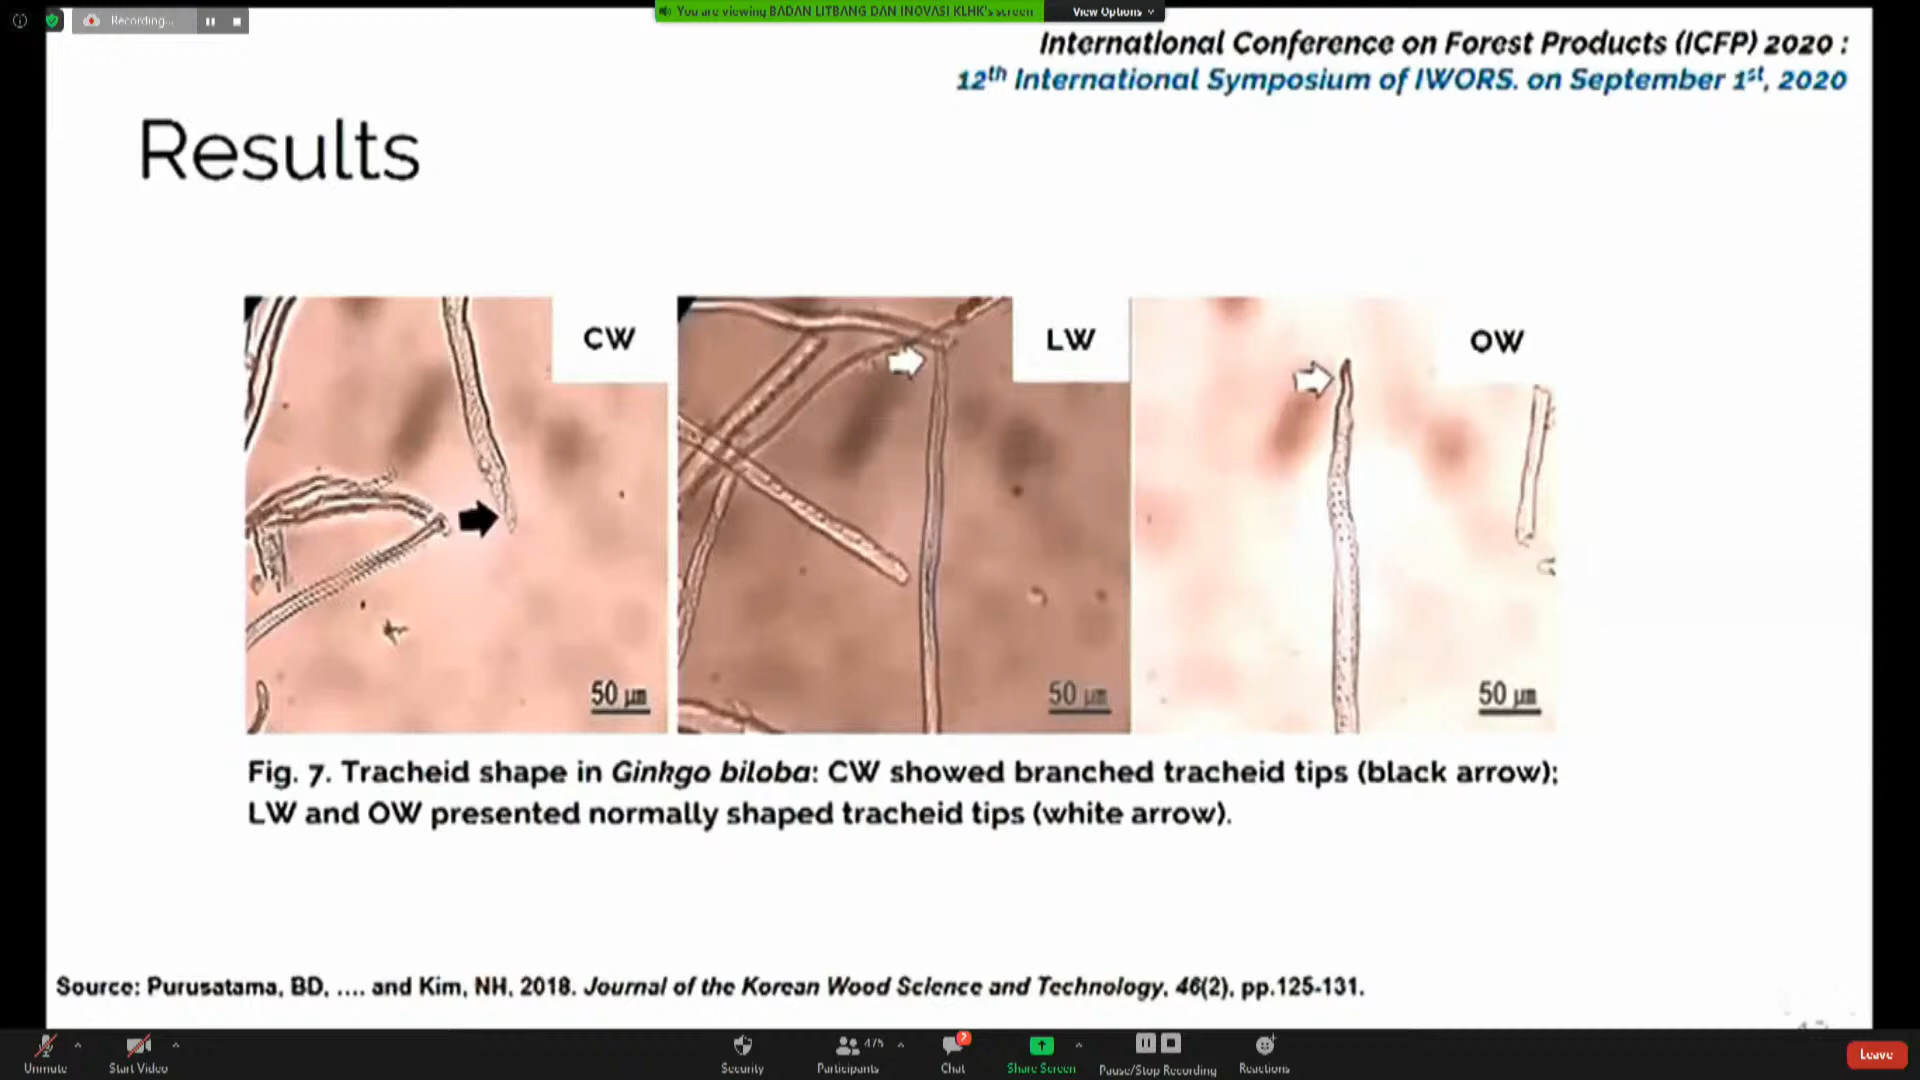 Recording...
You are viewing BADAN LITBANG DAN INOVASI KLHK's screen
View Options
International Conference on Forest Products (ICFP) 2020 :
12th International Symposium of IWORS. on September 1st, 2020
Results
CW
LW
OW
50 µm
50 µm
50 µm
Fig. 7. Tracheid shape in Ginkgo biloba: CW showed branched tracheid tips (black arrow);
LW and OW presented normally shaped tracheid tips (white arrow).
Source: Purusatama, BD, .... and Kim, NH, 2018. Journal of the Korean Wood Science and Technology, 46(2), pp.125-131.
Unmute
Start Video
Security
Participants
475
Chat
Share Screen
Pause/Stop Recording
Reactions
Leave